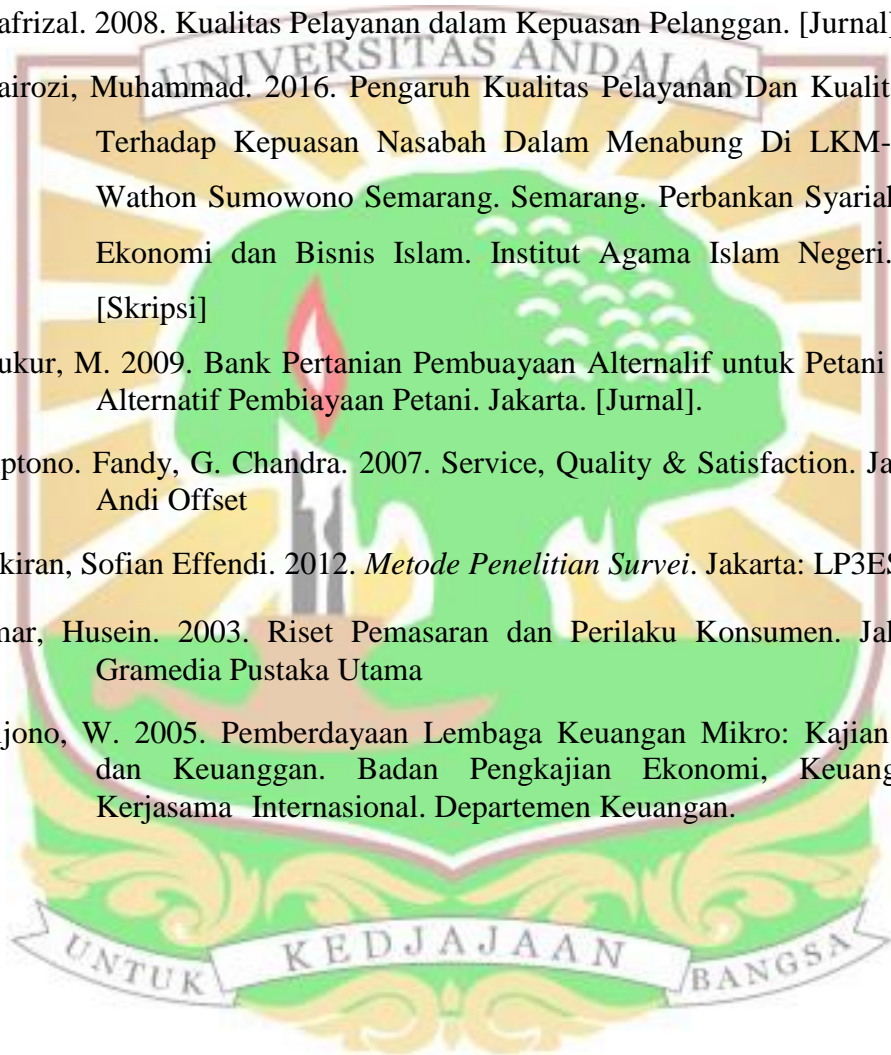 afrizal. 2008. Kualitas Pelayanan dalam Kepuasan Pelanggan. [Jurnal]
UNIVERSITAS ANDALAS
airozi, Muhammad. 2016. Pengaruh Kualitas Pelayanan Dan Kualit
Terhadap Kepuasan Nasabah Dalam Menabung Di LKM-
Wathon Sumowono Semarang. Semarang. Perbankan Syariah
Ekonomi dan Bisnis Islam. Institut Agama Islam Negeri.
[Skripsi]
ukur, M. 2009. Bank Pertanian Pembuayaan Alternalif untuk Petani
Alternatif Pembiayaan Petani. Jakarta. [Jurnal].
iptono. Fandy, G. Chandra. 2007. Service, Quality & Satisfaction. Ja
Andi Offset
kiran, Sofian Effendi. 2012. Metode Penelitian Survei. Jakarta: LP3ES
mar, Husein. 2003. Riset Pemasaran dan Perilaku Konsumen. Jak
Gramedia Pustaka Utama
ijono, W. 2005. Pemberdayaan Lembaga Keuangan Mikro: Kajian
dan Keuanggan. Badan Pengkajian Ekonomi, Keuang
Kerjasama Internasional. Departemen Keuangan.
UNTUK KEDJAJAAN BANGSA